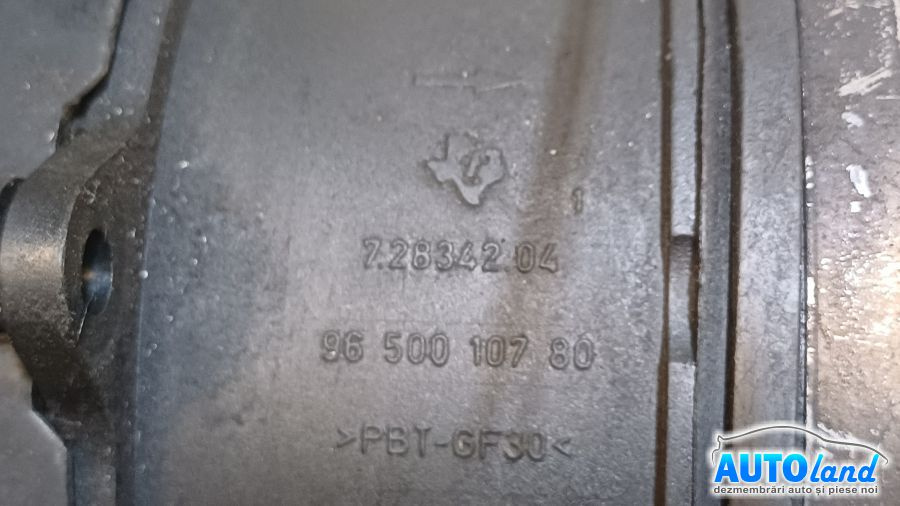 1
7.28342.04
96 500 107 80
>PBT-GF30<
AUTOland
dezmembrări auto și piese noi